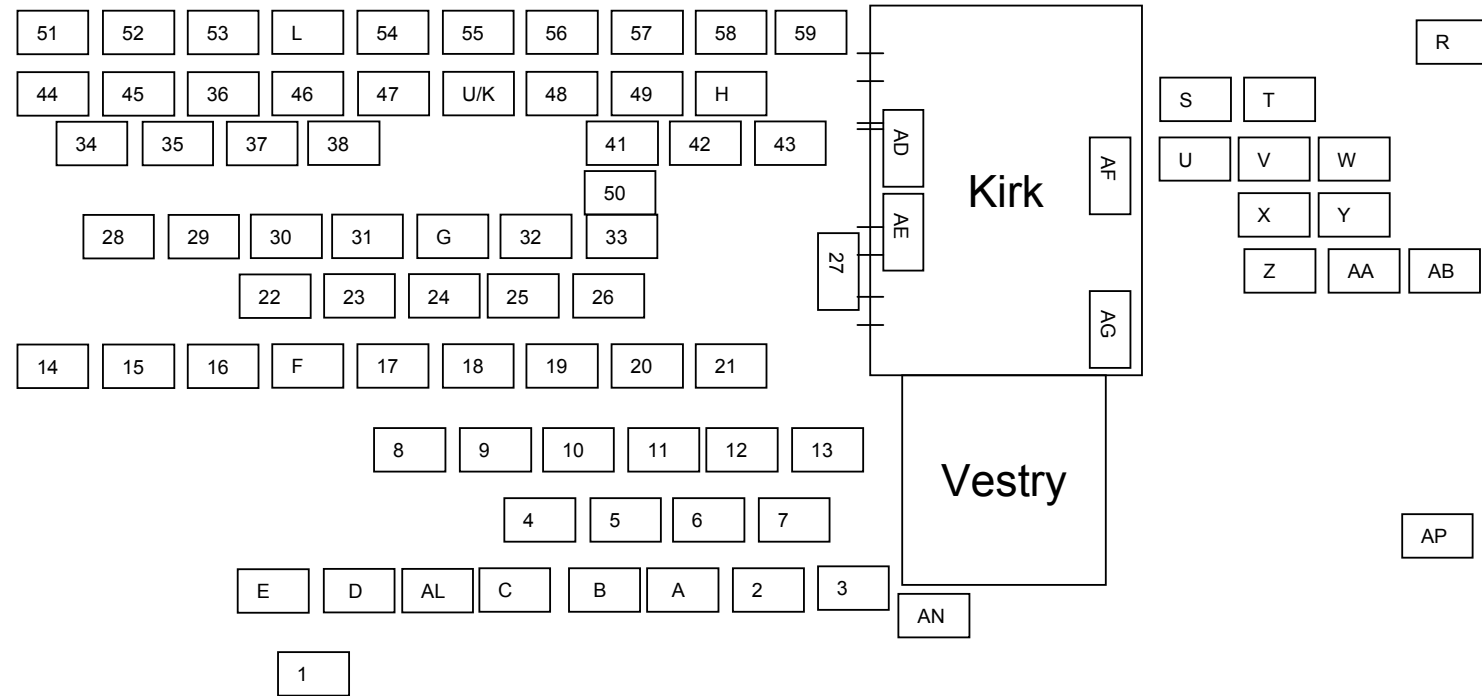 51 52 53 L 54 55 56 57 58 59
R
44 45 36 46 47 U/K 48 49 H
S T
34 35 37 38 41 42 43
AD
Kirk
AF
U V W
50
X Y
28 29 30 31 G 32 33
AE
27
Z AA AB
22 23 24 25 26
AG
14 15 16 F 17 18 19 20 21
8 9 10 11 12 13
Vestry
4 5 6 7
AP
E D AL C B A 2 3
AN
1